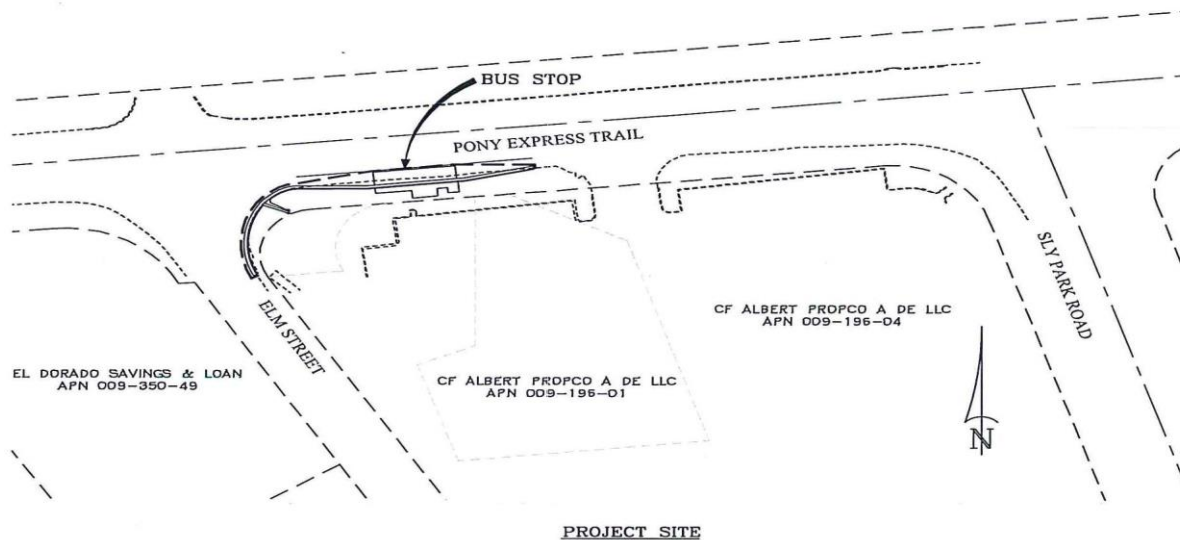 BUS STOP
PONY EXPRESS TRAIL
SLY PARK ROAD
CF ALBERT PROPCO A DE LLC
APN 009-196-04
ELM STREET
EL DORADO SAVINGS & LOAN
APN 009-350-49
CF ALBERT PROPCO A DE LLC
APN 009-196-01
N
PROJECT SITE